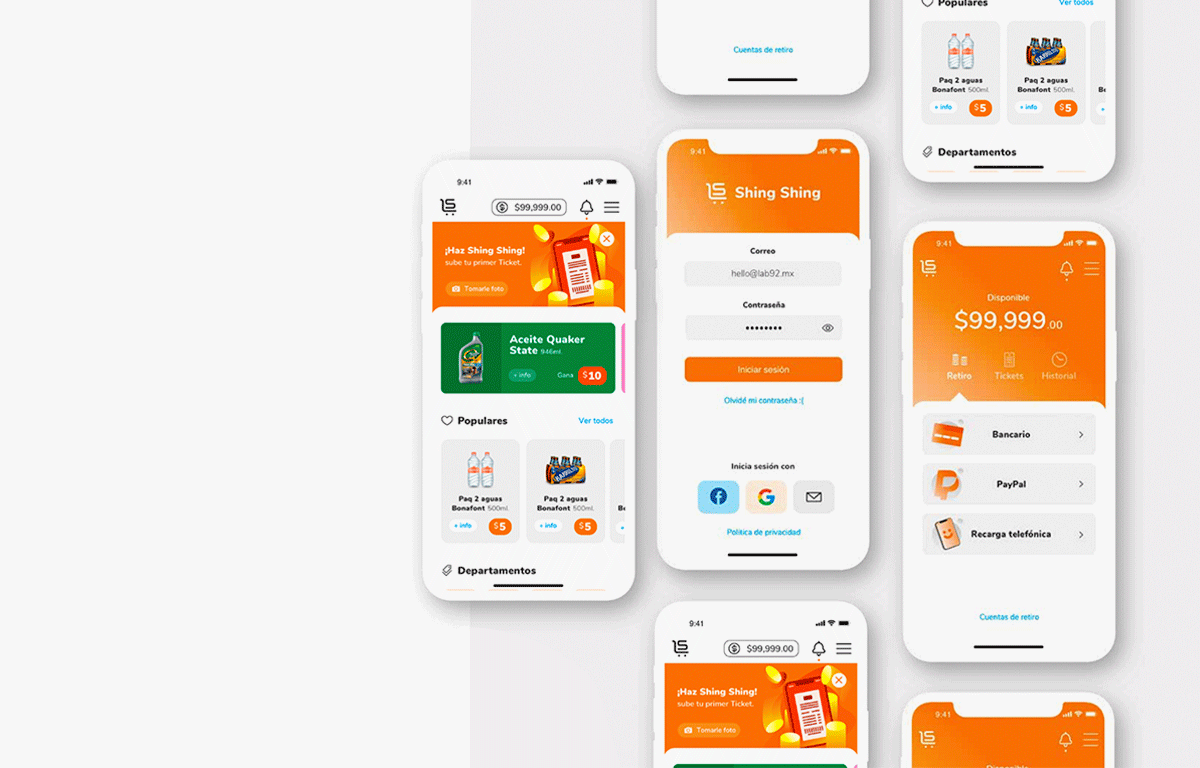 9:41
$99,999.00
¡Haz Shing Shing!
sube tu primer Ticket.
Tomarle foto
Aceite Quaker
State 946ml.
+ info
Gana $10
Populares
Ver todos
Paq 2 aguas
Bonafont 500ml.
+ info
$5
Paq 2 aguas
Bonafont 500ml.
+ info
$5
Departamentos
Cuentas de retiro
9:41
Shing Shing
Correo
hello@lab92.mx
Contraseña
Iniciar sesión
Olvidé mi contraseña :(
Inicia sesión con
Política de privacidad
9:41
$99,999.00
¡Haz Shing Shing!
sube tu primer Ticket.
Tomarle foto
Populares
Ver todos
Paq 2 aguas
Bonafont 500ml.
+ info
$5
Paq 2 aguas
Bonafont 500ml.
+ info
$5
Departamentos
9:41
Disponible
$99,999.00
Retiro
Tickets
Historial
Bancario
PayPal
Recarga telefónica
Cuentas de retiro
9:41
Disponible